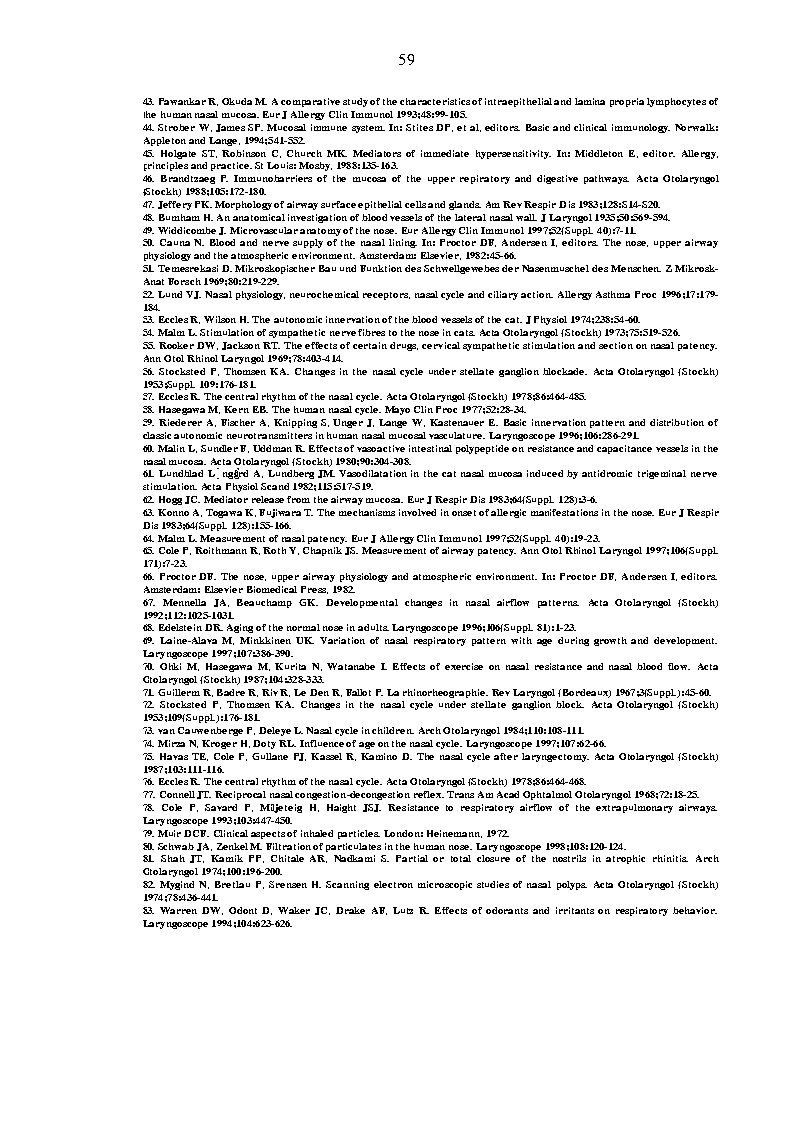 59
43. Pawankar R, Okuda M. A comparative study of the characteristics of intraepithelial and lamina propria lymphocytes of
the human nasal mucosa. Eur J Allergy Clin Immunol 1993;48:99-105.
44. Strober W, James SP. Mucosal immune system. In: Stites DP, et al, editors. Basic and clinical immunology. Norwalk:
Appleton and Lange, 1994;541-552.
45. Holgate ST, Robinson C, Church MK. Mediators of immediate hypersensitivity. In: Middleton E, editor. Allergy,
principles and practice. St Louis: Mosby, 1988:135-163.
46. Brandtzaeg P. Immunobarriers of the mucosa of the upper repiratory and digestive pathways. Acta Otolaryngol
(Stockh) 1988;105:172-180.
47. Jeffery PK. Morphology of airway surface epithelial cells and glands. Am Rev Respir Dis 1983;128:S14-S20.
48. Burnham H. An anatomical investigation of blood vessels of the lateral nasal wall. J Laryngol 1935;50:569-594.
49. Widdicombe J. Microvascular anatomy of the nose. Eur Allergy Clin Immunol 1997;52(Suppl. 40):7-11.
50. Cauna N. Blood and nerve supply of the nasal lining. In: Proctor DF, Andersen I, editors. The nose, upper airway
physiology and the atmospheric environment. Amsterdam: Elsevier, 1982:45-66.
51. Temesrekasi D. Mikroskopischer Bau und Funktion des Schwellgewebes der Nasenmuschel des Menschen. Z Mikrosk-
Anat Forsch 1969;80:219-229.
52. Lund VJ. Nasal physiology, neurochemical receptors, nasal cycle and ciliary action. Allergy Asthma Proc 1996;17:179-
184.
53. Eccles R, Wilson H. The autonomic innervation of the blood vessels of the cat. J Physiol 1974;238:54-60.
54. Malm L. Stimulation of sympathetic nerve fibres to the nose in cats. Acta Otolaryngol (Stockh) 1973;75:519-526.
55. Rooker DW, Jackson RT. The effects of certain drugs, cervical sympathetic stimulation and section on nasal patency.
Ann Otol Rhinol Laryngol 1969;78:403-414.
56. Stocksted P, Thomsen KA. Changes in the nasal cycle under stellate ganglion blockade. Acta Otolaryngol (Stockh)
1953;Suppl. 109:176-181.
57. Eccles R. The central rhythm of the nasal cycle. Acta Otolaryngol (Stockh) 1978;86:464-485.
58. Hasegawa M, Kern EB. The human nasal cycle. Mayo Clin Proc 1977;52:28-34.
59. Riederer A, Fischer A, Knipping S, Unger J, Lange W, Kastenauer E. Basic innervation pattern and distribution of
classic autonomic neurotransmitters in human nasal mucosal vasculature. Laryngoscope 1996;106:286-291.
60. Malin L, Sundler F, Uddman R. Effects of vasoactive intestinal polypeptide on resistance and capacitance vessels in the
nasal mucosa. Acta Otolaryngol (Stockh) 1980;90:304-308.
61. Lundblad L, nggrd A, Lundberg JM. Vasodilatation in the cat nasal mucosa induced by antidromic trigeminal nerve
stimulation. Acta Physiol Scand 1982;115:517-519.
62. Hogg JC. Mediator release from the airway mucosa. Eur J Respir Dis 1983;64(Suppl. 128):3-6.
63. Konno A, Togawa K, Fujiwara T. The mechanisms involved in onset of allergic manifestations in the nose. Eur J Respir
Dis 1983;64(Suppl. 128):155-166.
64. Malm L. Measurement of nasal patency. Eur J Allergy Clin Immunol 1997;52(Suppl. 40):19-23.
65. Cole P, Roithmann R, Roth Y, Chapnik JS. Measurement of airway patency. Ann Otol Rhinol Laryngol 1997;106(Suppl.
171):7-23.
66. Proctor DF. The nose, upper airway physiology and atmospheric environment. In: Proctor DF, Andersen I, editors.
Amsterdam: Elsevier Biomedical Press, 1982.
67. Mennella JA, Beauchamp GK. Developmental changes in nasal airflow patterns. Acta Otolaryngol (Stockh)
1992;112:1025-1031.
68. Edelstein DR. Aging of the normal nose in adults. Laryngoscope 1996;106(Suppl. 81):1-23.
69. Laine-Alava M, Minkkinen UK. Variation of nasal respiratory pattern with age during growth and development.
Laryngoscope 1997;107:386-390.
70. Ohki M, Hasegawa M, Kurita N, Watanabe I. Effects of exercise on nasal resistance and nasal blood flow. Acta
Otolaryngol (Stockh) 1987;104:328-333.
71. Guillerm R, Badre R, Riv R, Le Den R, Fallot P. La rhinorheographie. Rev Laryngol (Bordeaux) 1967;3(Suppl.):45-60.
72. Stocksted P, Thomsen KA. Changes in the nasal cycle under stellate ganglion block. Acta Otolaryngol (Stockh)
1953;109(Suppl.):176-181.
73. van Cauwenberge P, Deleye L. Nasal cycle in children. Arch Otolaryngol 1984;110:108-111.
74. Mirza N, Kroger H, Doty RL. Influence of age on the nasal cycle. Laryngoscope 1997;107:62-66.
75. Havas TE, Cole P, Gullane PJ, Kassel R, Kamino D. The nasal cycle after laryngectomy. Acta Otolaryngol (Stockh)
1987;103:111-116.
76. Eccles R. The central rhythm of the nasal cycle. Acta Otolaryngol (Stockh) 1978;86:464-468.
77. Connell JT. Reciprocal nasal congestion-decongestion reflex. Trans Am Acad Ophtalmol Otolaryngol 1968;72:18-25.
78. Cole P, Savard P, Miljeteig H, Haight JSJ. Resistance to respiratory airflow of the extrapulmonary airways.
Laryngoscope 1993;103:447-450.
79. Muir DCF. Clinical aspects of inhaled particles. London: Heinemann, 1972.
80. Schwab JA, Zenkel M. Filtration of particulates in the human nose. Laryngoscope 1998;108:120-124.
81. Shah JT, Karnik PP, Chitale AR, Nadkarni S. Partial or total closure of the nostrils in atrophic rhinitis. Arch
Otolaryngol 1974;100:196-200.
82. Mygind N, Bretlau P, Srensen H. Scanning electron microscopic studies of nasal polyps. Acta Otolaryngol (Stockh)
1974;78:436-441.
83. Warren DW, Odont D, Waker JC, Drake AF, Lutz R. Effects of odorants and irritants on respiratory behavior.
Laryngoscope 1994;104:623-626.